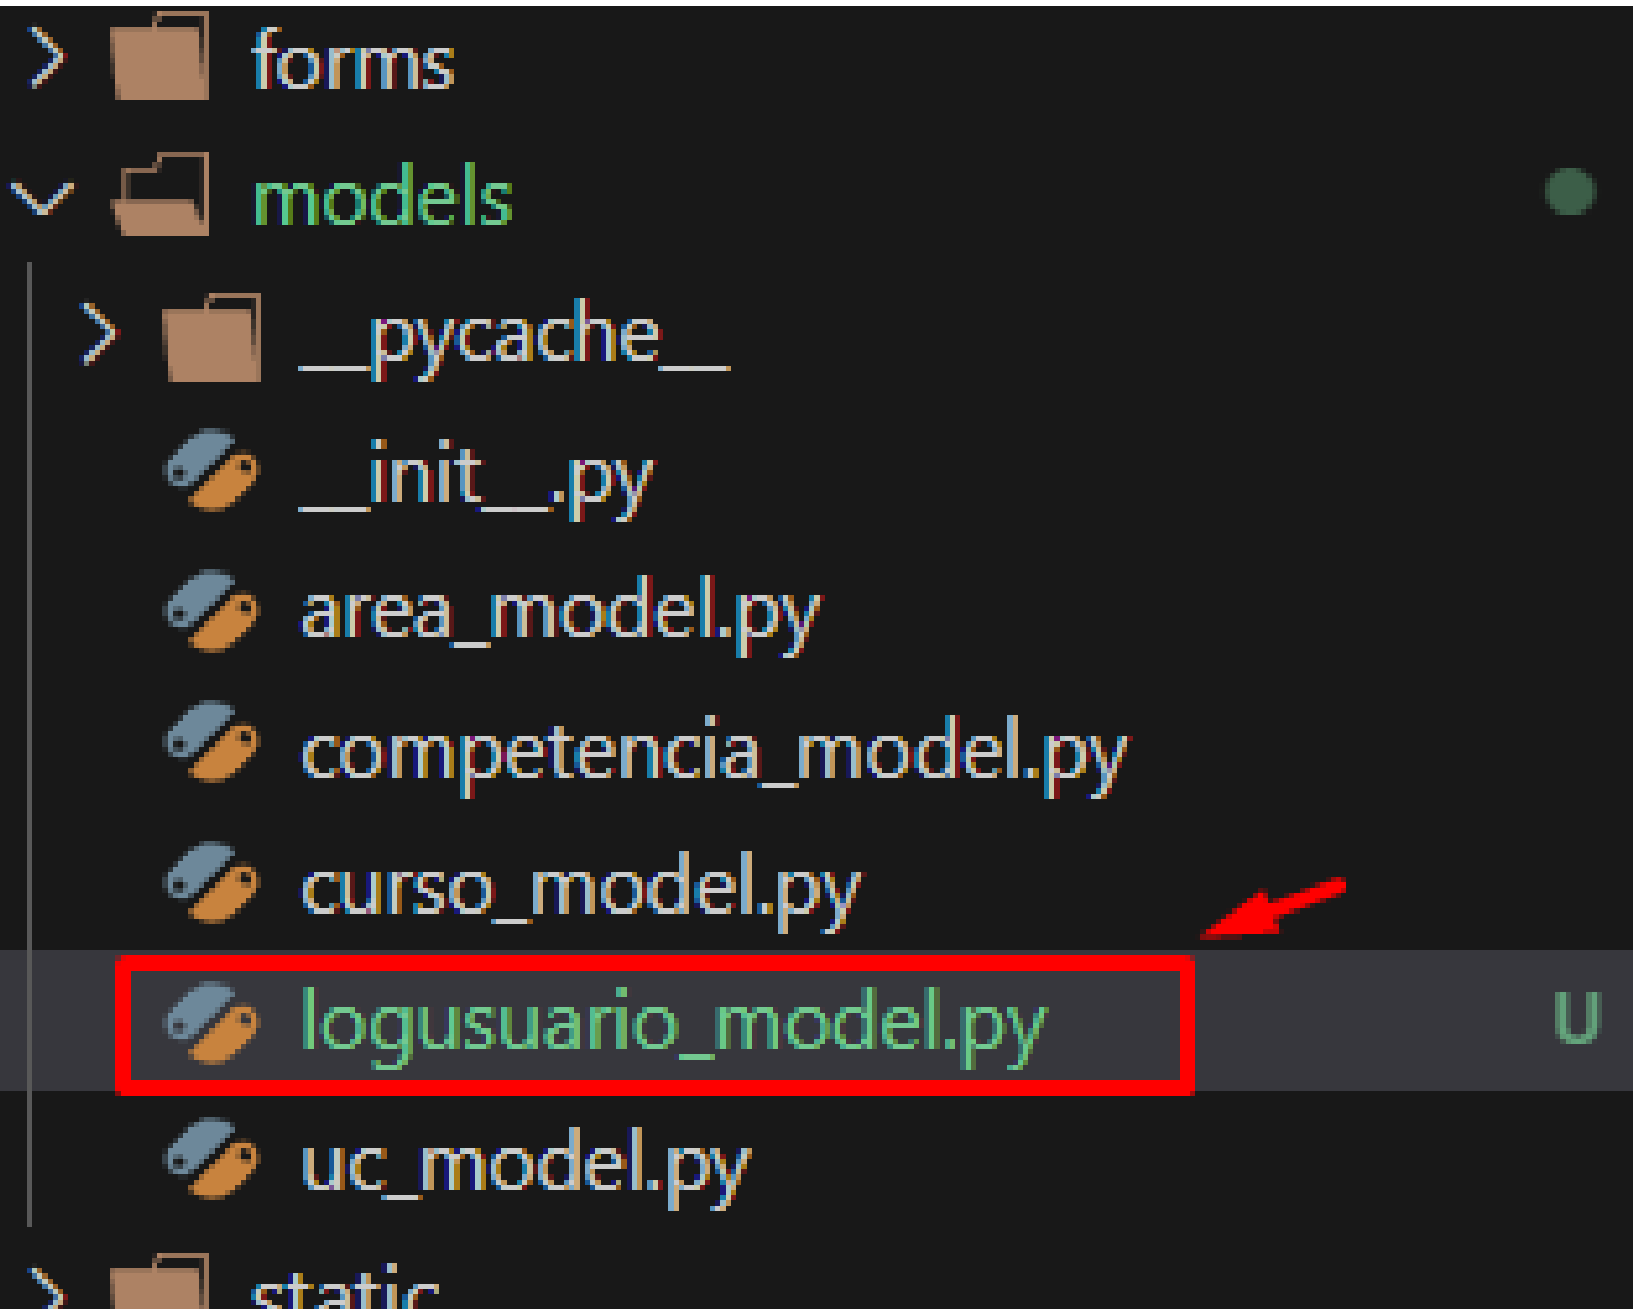 forms
models
__pycache__
__init__.py
area_model.py
competencia_model.py
curso_model.py
logusuario_model.py U
uc_model.py
static